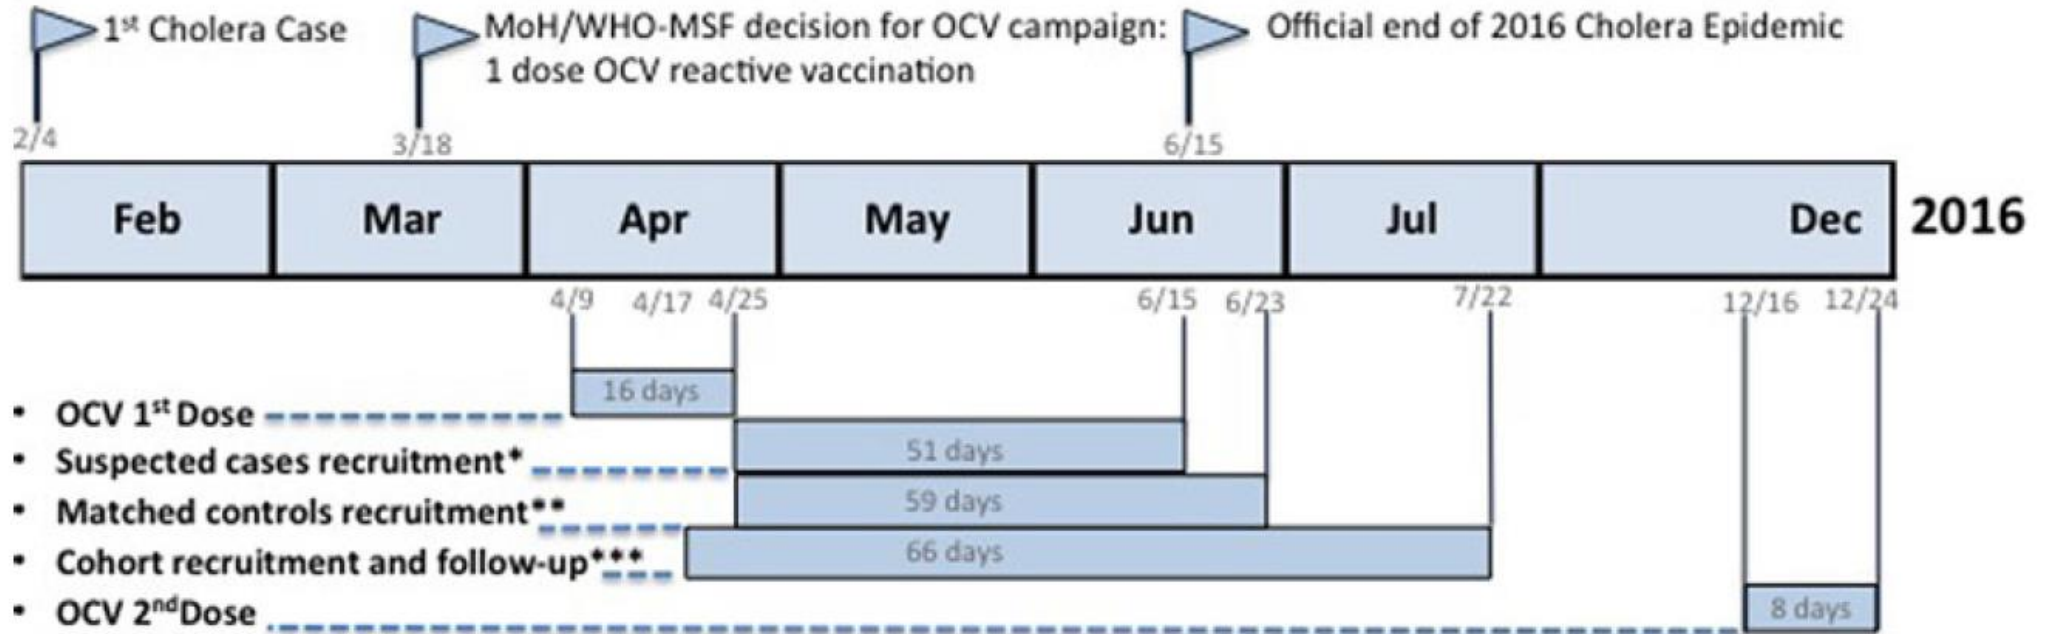 1st Cholera Case
MoH/WHO-MSF decision for OCV campaign:
1 dose OCV reactive vaccination
Official end of 2016 Cholera Epidemic
2/4
3/18
6/15
Feb Mar Apr May Jun Jul Dec 2016
4/9 4/17 4/25 6/15 6/23 7/22 12/16 12/24
16 days
• OCV 1st Dose
51 days
• Suspected cases recruitment*
59 days
• Matched controls recruitment**
66 days
• Cohort recruitment and follow-up***
• OCV 2nd Dose
8 days